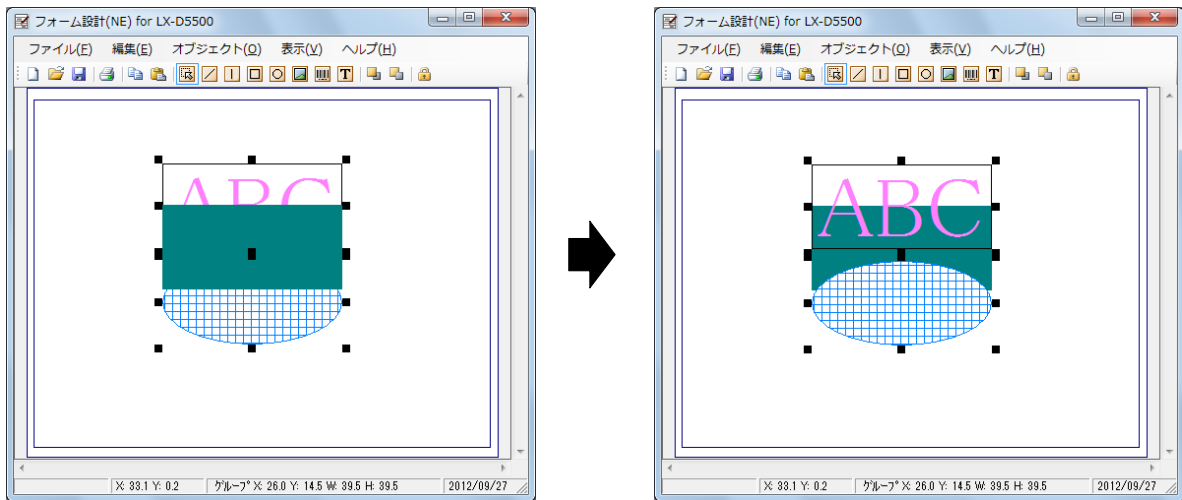 フォーム設計(NE) for LX-D5500
ファイル(F) 編集(E) オブジェクト(O) 表示(V) ヘルプ(H)
T
ABC
X: 33.1 Y: 0.2 グループ X: 26.0 Y: 14.5 W: 39.5 H: 39.5 2012/09/27
フォーム設計(NE) for LX-D5500
ファイル(F) 編集(E) オブジェクト(O) 表示(V) ヘルプ(H)
T
ABC
X: 33.1 Y: 0.2 グループ X: 26.0 Y: 14.5 W: 39.5 H: 39.5 2012/09/27